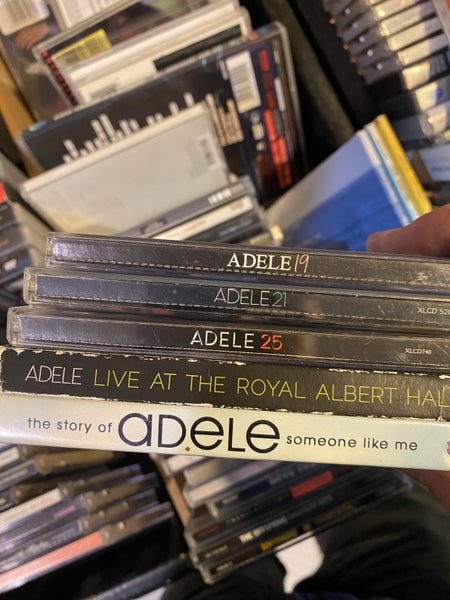 ADELE 19
ADELE 21
XLCD 520
ADELE 25
XLCD740
ADELE LIVE AT THE ROYAL ALBERT HAL
the story of aDELE someone like me